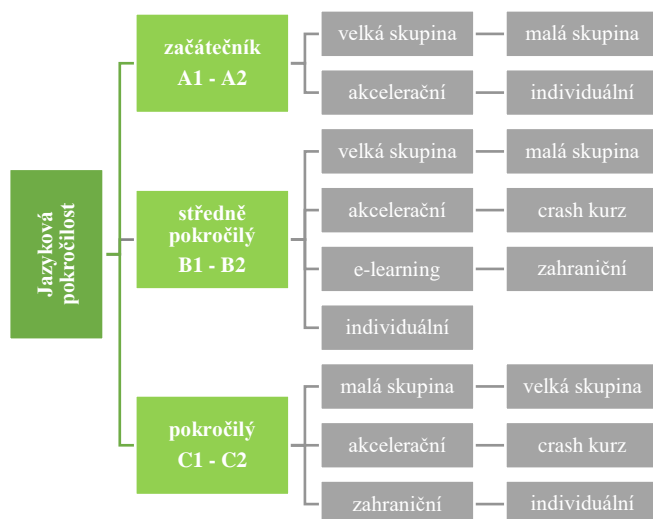 Jazyková
pokročilost
začátečník
A1 - A2
velká skupina
malá skupina
akcelerační
individuální
středně
pokročilý
B1 - B2
velká skupina
malá skupina
akcelerační
crash kurz
e-learning
zahraniční
individuální
pokročilý
C1 - C2
malá skupina
velká skupina
akcelerační
crash kurz
zahraniční
individuální